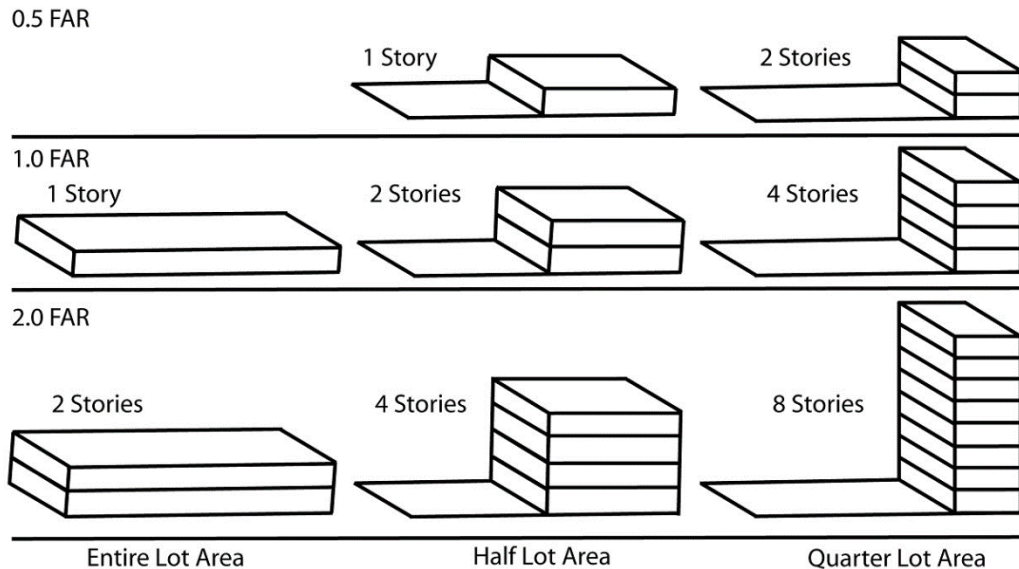 0.5 FAR
1 Story
2 Stories
1.0 FAR
1 Story
2 Stories
4 Stories
2.0 FAR
2 Stories
4 Stories
8 Stories
Entire Lot Area
Half Lot Area
Quarter Lot Area